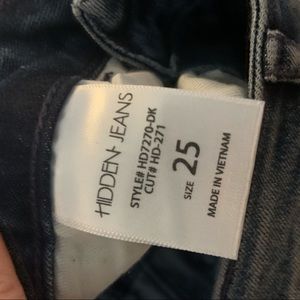 HIDDEN JEANS
STYLE# HD7270-DK
CUT# HD-271
SIZE 25
MADE IN VIETNAM